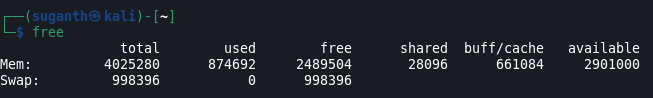 ┌──(suganth㉿kali)-[~]
└─$ free
               total        used        free      shared  buff/cache   available
Mem:         4025280      874692     2489504       28096      661084     2901000
Swap:         998396           0      998396